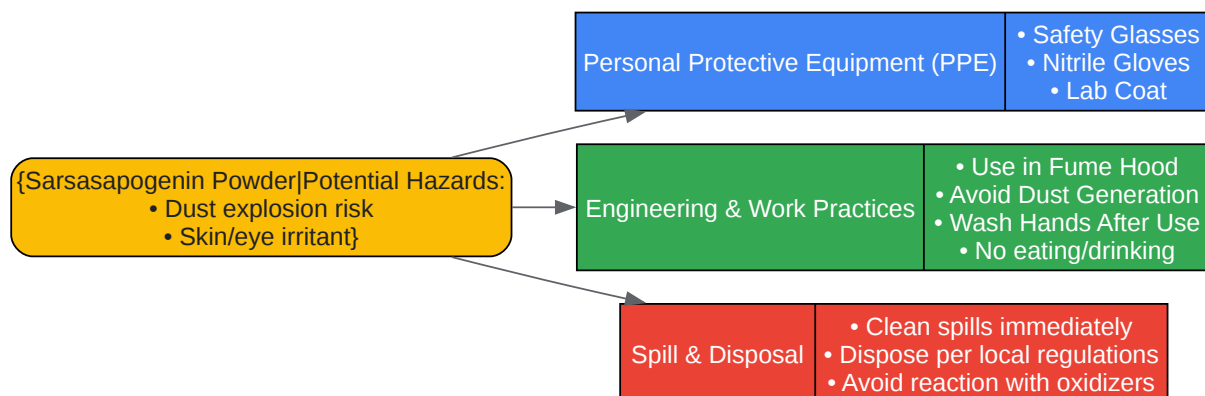 {Sarsasapogenin Powder|Potential Hazards:
• Dust explosion risk
• Skin/eye irritant}
Personal Protective Equipment (PPE)
• Safety Glasses
• Nitrile Gloves
• Lab Coat
Engineering & Work Practices
• Use in Fume Hood
• Avoid Dust Generation
• Wash Hands After Use
• No eating/drinking
Spill & Disposal
• Clean spills immediately
• Dispose per local regulations
• Avoid reaction with oxidizers